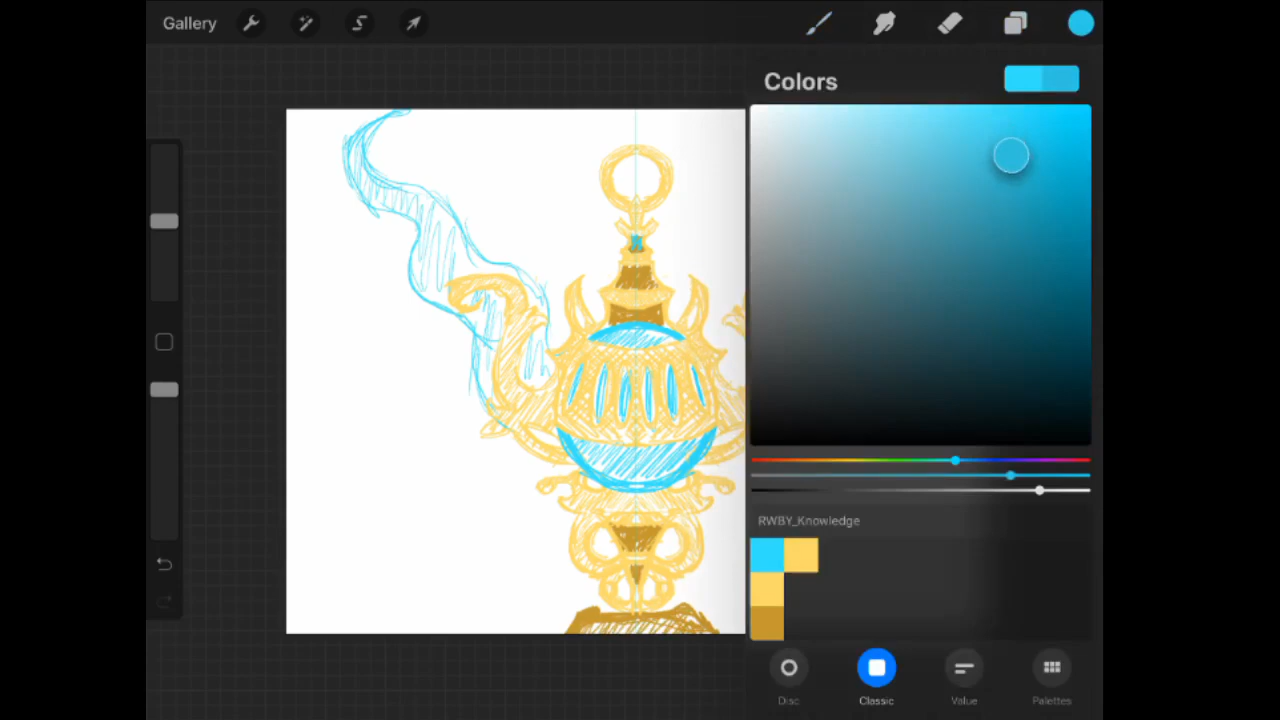 Gallery
Colors
RWBY_Knowledge
Disc
Classic
Value
Palettes